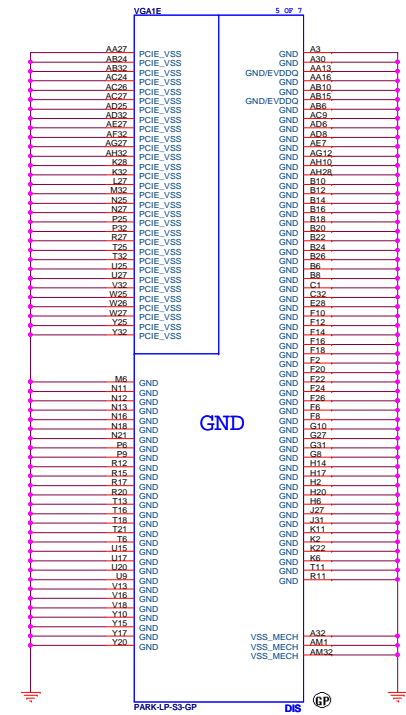 VGA1E 5 OF 7
AA27 PCIE_VSS
AB24 PCIE_VSS
AB32 PCIE_VSS
AC24 PCIE_VSS
AC26 PCIE_VSS
AC27 PCIE_VSS
AD25 PCIE_VSS
AD32 PCIE_VSS
AE27 PCIE_VSS
AF32 PCIE_VSS
AG27 PCIE_VSS
AH32 PCIE_VSS
K28 PCIE_VSS
K32 PCIE_VSS
L27 PCIE_VSS
M32 PCIE_VSS
N25 PCIE_VSS
N27 PCIE_VSS
P25 PCIE_VSS
P32 PCIE_VSS
R27 PCIE_VSS
T25 PCIE_VSS
T32 PCIE_VSS
U25 PCIE_VSS
U27 PCIE_VSS
V32 PCIE_VSS
W25 PCIE_VSS
W26 PCIE_VSS
W27 PCIE_VSS
Y25 PCIE_VSS
Y32 PCIE_VSS
M6 GND
N11 GND
N12 GND
N13 GND
N16 GND
N18 GND
N21 GND
P6 GND
P9 GND
R12 GND
R15 GND
R17 GND
R20 GND
T13 GND
T16 GND
T18 GND
T21 GND
T6 GND
U15 GND
U17 GND
U20 GND
U9 GND
V13 GND
V16 GND
V18 GND
Y10 GND
Y15 GND
Y17 GND
Y20 GND
GND
GND A3
GND A30
GND/EVDDQ AA13
GND AA16
GND AB10
GND/EVDDQ AB15
GND AB6
GND AC9
GND AD6
GND AD8
GND AE7
GND AG12
GND AH10
GND AH28
GND B10
GND B12
GND B14
GND B16
GND B18
GND B20
GND B22
GND B24
GND B26
GND B6
GND B8
GND C1
GND C32
GND E28
GND F10
GND F12
GND F14
GND F16
GND F18
GND F2
GND F20
GND F22
GND F24
GND F26
GND F6
GND F8
GND G10
GND G27
GND G31
GND G8
GND H14
GND H17
GND H2
GND H20
GND H6
GND J27
GND J31
GND K11
GND K2
GND K22
GND K6
GND T11
GND R11
VSS_MECH A32
VSS_MECH AM1
VSS_MECH AM32
PARK-LP-S3-GP DIS GP